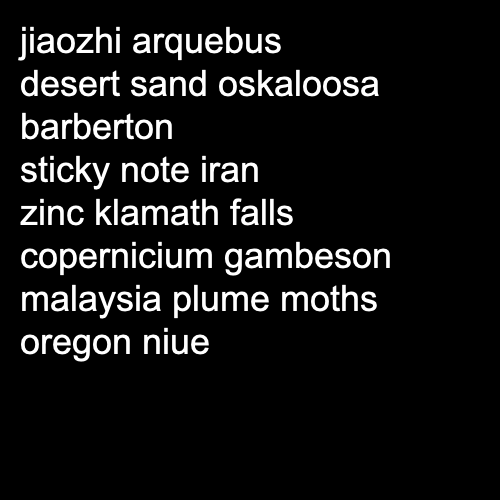 jiaozhi arquebus
desert sand oskaloosa
barberton
sticky note iran
zinc klamath falls
copernicium gambeson
malaysia plume moths
oregon niue